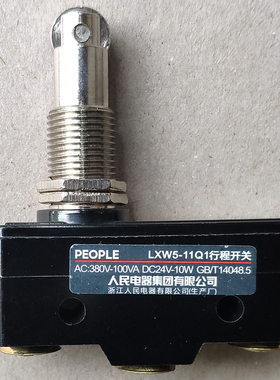 PEOPLE LXW5-11Q1行程开关
AC:380V-100VA DC24V-10W GB/T14048.5
人民电器集团有限公司
浙江人民电器有限公司(生产厂)